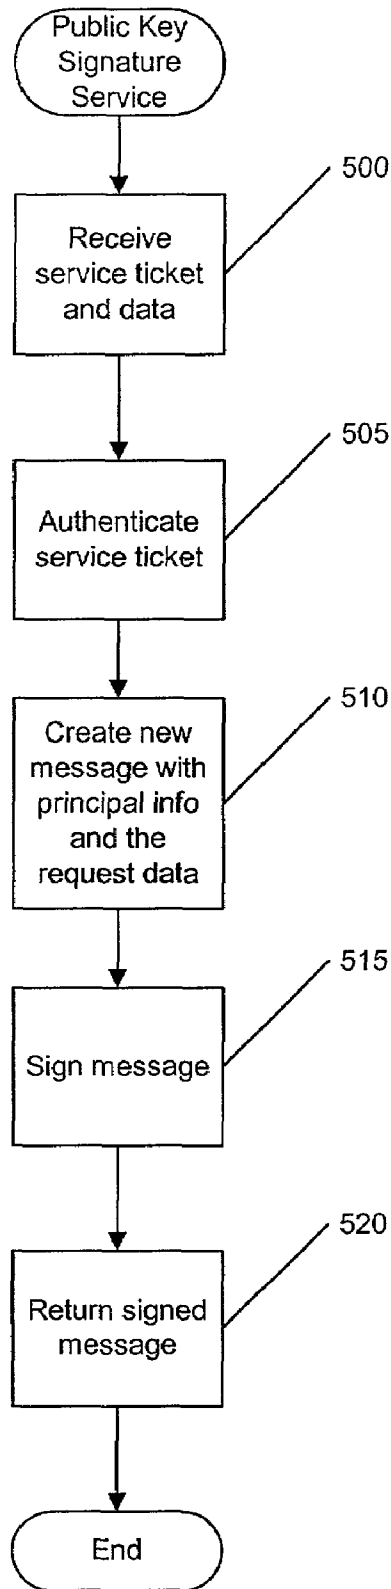 Public Key
Signature
Service
500
Receive
service ticket
and data
505
Authenticate
service ticket
510
Create new
message with
principal info
and the
request data
515
Sign message
520
Return signed
message
End